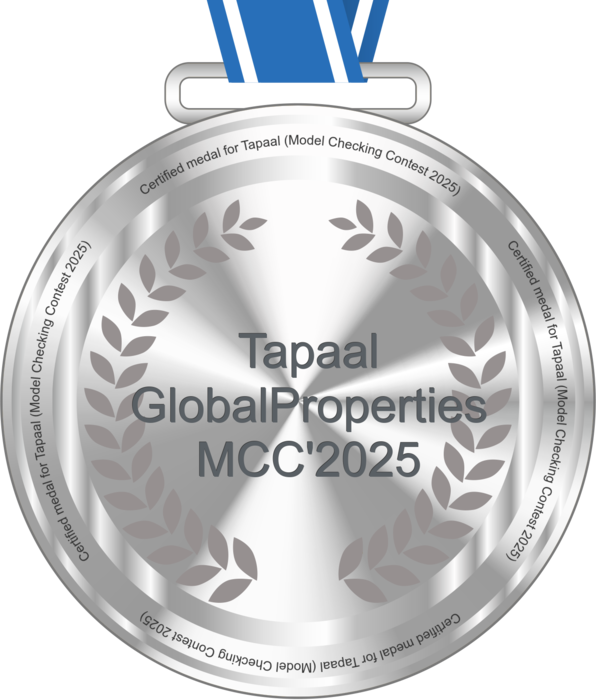 Certified medal for Tapaal (Model Checking Contest 2025)
Certified medal for Tapaal (Model Checking Contest 2025)
Certified medal for Tapaal (Model Checking Contest 2025)
Tapaal
GlobalProperties
MCC'2025
Certified medal for Tapaal (Model Checking Contest 2025)